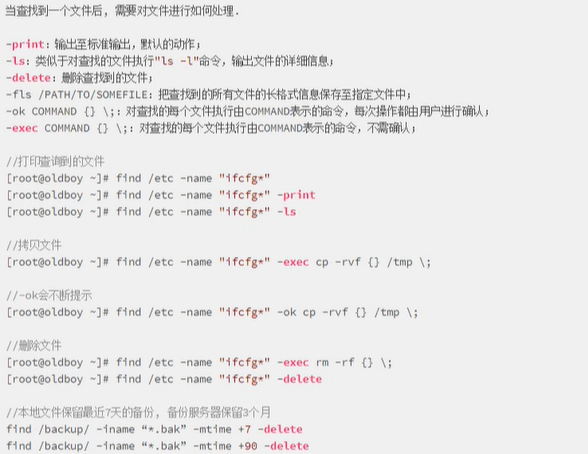 当查找到一个文件后, 需要对文件进行如何处理.
-print: 输出至标准输出, 默认的动作;
-ls: 类似于对查找的文件执行"ls -l"命令, 输出文件的详细信息;
-delete: 删除查找到的文件;
-fls /PATH/TO/SOMEFILE: 把查找到的所有文件的长格式信息保存至指定文件中;
-ok COMMAND {} \;: 对查找的每个文件执行由COMMAND表示的命令, 每次操作都由用户进行确认;
-exec COMMAND {} \;: 对查找的每个文件执行由COMMAND表示的命令, 不需确认;
//打印查询到的文件
[root@oldboy ~]# find /etc -name "ifcfg*"
[root@oldboy ~]# find /etc -name "ifcfg*" -print
[root@oldboy ~]# find /etc -name "ifcfg*" -ls
//拷贝文件
[root@oldboy ~]# find /etc -name "ifcfg*" -exec cp -rvf {} /tmp \;
//-ok会不断提示
[root@oldboy ~]# find /etc -name "ifcfg*" -ok cp -rvf {} /tmp \;
//删除文件
[root@oldboy ~]# find /etc -name "ifcfg*" -exec rm -rf {} \;
[root@oldboy ~]# find /etc -name "ifcfg*" -delete
//本地文件保留最近7天的备份, 备份服务器保留3个月
find /backup/ -iname “*.bak” -mtime +7 -delete
find /backup/ -iname “*.bak” -mtime +90 -delete